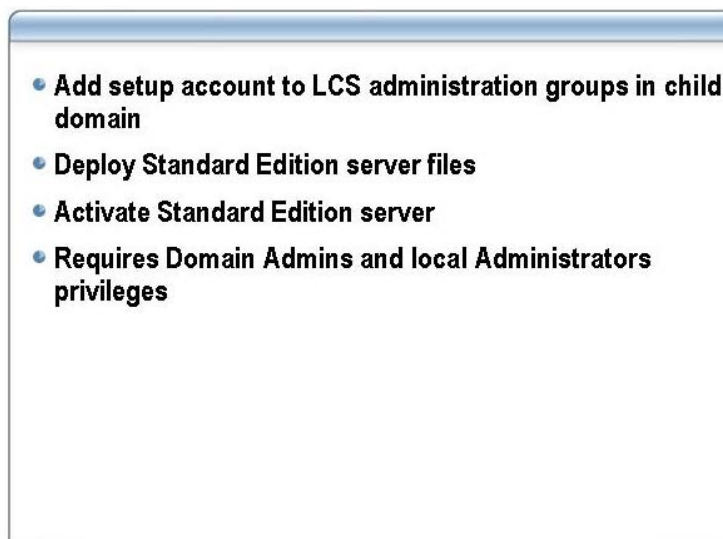 Add setup account to LCS administration groups in child
domain
Deploy Standard Edition server files
Activate Standard Edition server
Requires Domain Admins and local Administrators
privileges